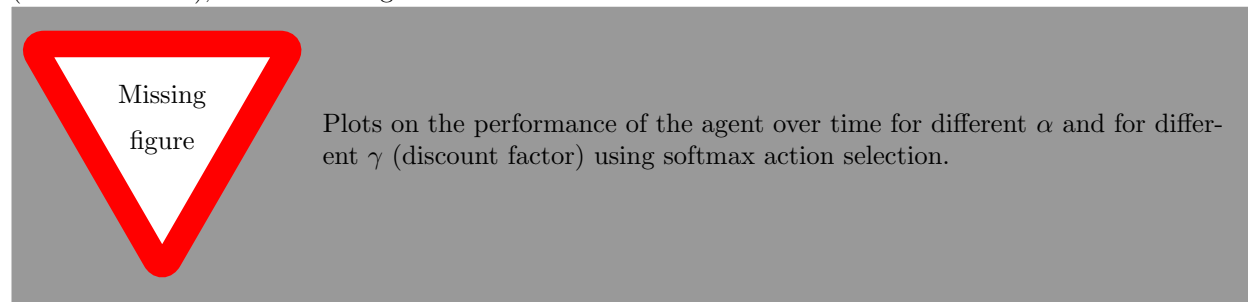 Missing
figure
Plots on the performance of the agent over time for different α and for differ-
ent γ (discount factor) using softmax action selection.